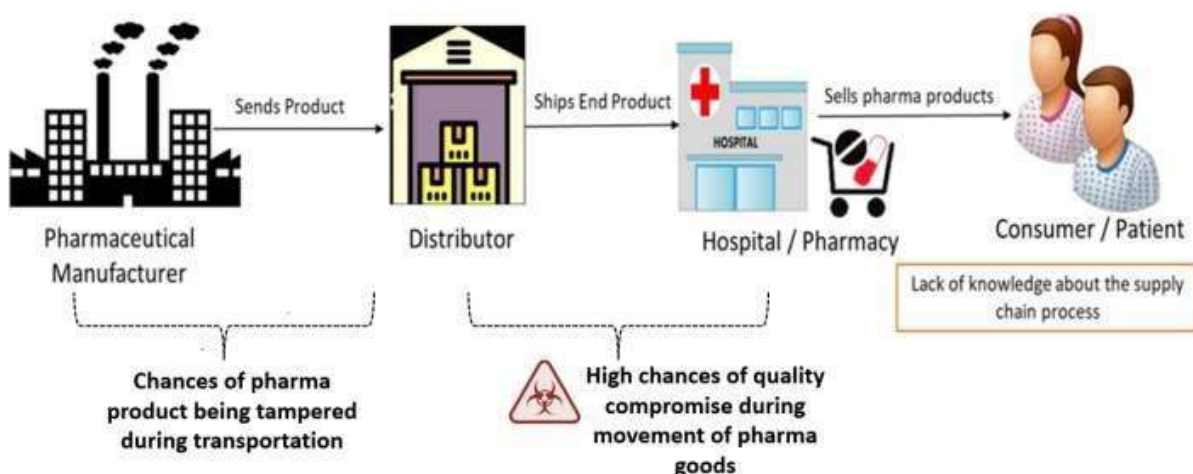 Sends Product
Ships End Product
Sells pharma products
HOSPITAL
Pharmaceutical
Manufacturer
Distributor
Hospital / Pharmacy
Consumer / Patient
Lack of knowledge about the supply
chain process
Chances of pharma
product being tampered
during transportation
High chances of quality
compromise during
movement of pharma
goods